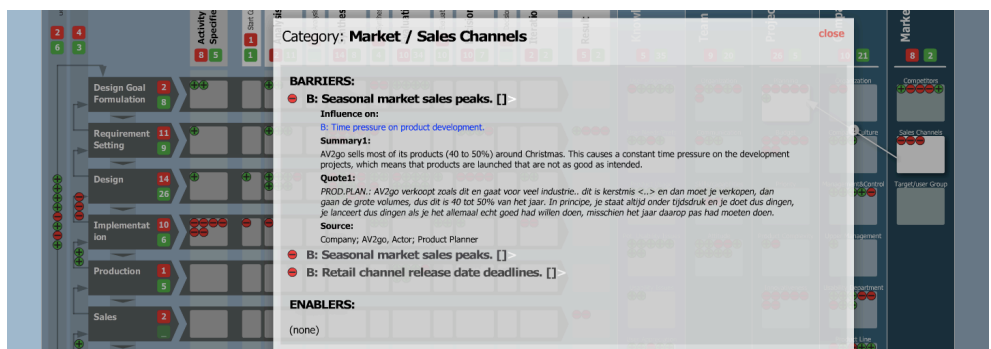 Category: Market / Sales Channels
close
BARRIERS:
B: Seasonal market sales peaks. []>
Influence on:
B: Time pressure on product development.
Summary1:
AV2go sells most of its products (40 to 50%) around Christmas. This causes a constant time pressure on the development
projects, which means that products are launched that are not as good as intended.
Quote1:
PROD.PLAN.: AV2go verkoopt zoals dit en gaat voor veel industrie.. dit is kerstmis <..> en dan moet je verkopen, dan
gaan de grote volumes, dus dit is 40 tot 50% van het jaar. In principe, je staat altijd onder tijdsdruk en je doet dus dingen,
je lanceert dus dingen als je het allemaal echt goed had willen doen, misschien het jaar daarop pas had moeten doen.
Source:
Company; AV2go, Actor; Product Planner
B: Seasonal market sales peaks. []>
B: Retail channel release date deadlines. []>
ENABLERS:
(none)
2 4
6 3
Activity
Specifie
8 5
Start
1
1
Design Goal
Formulation
2
8
Requirement
Setting
11
9
Design
14
26
Implementat
ion
10
6
Production
1
5
Sales
2
21
Marke
8 2
Competitors
Sales Channels
Target/user Group